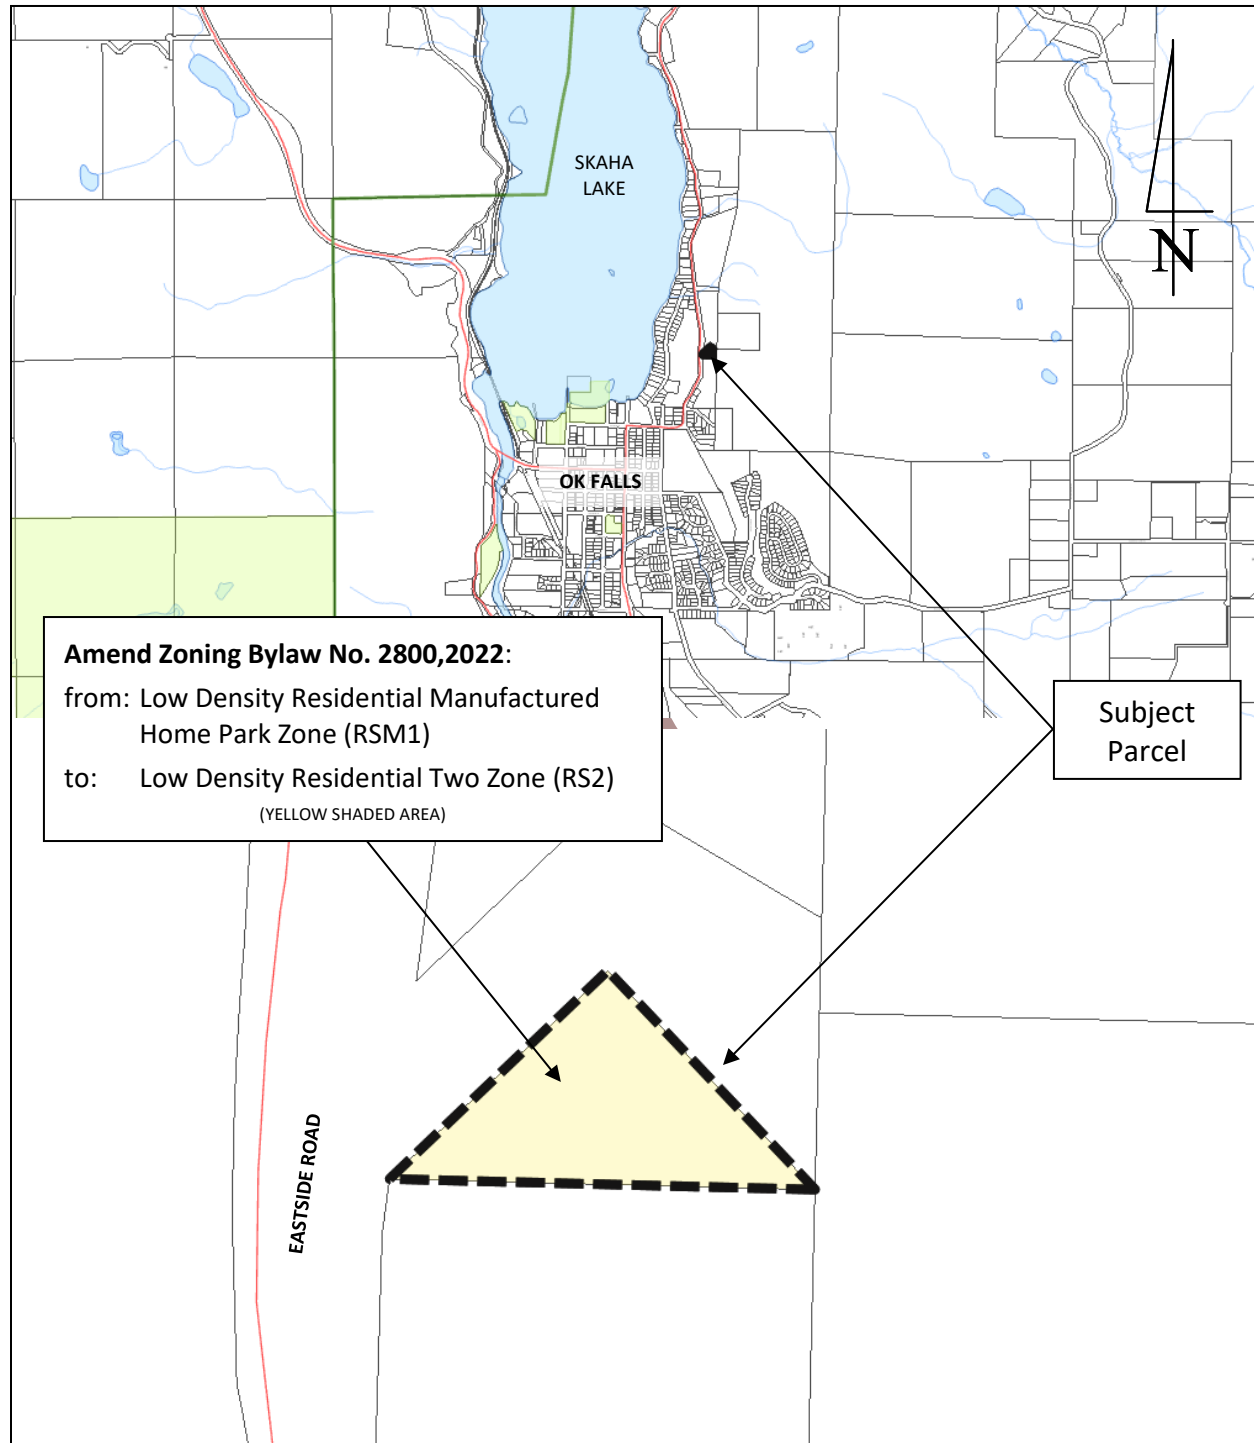 SKAHA
LAKE
N
OK FALLS
Amend Zoning Bylaw No. 2800,2022:
from: Low Density Residential Manufactured
Home Park Zone (RSM1)
to: Low Density Residential Two Zone (RS2)
(YELLOW SHADED AREA)
Subject
Parcel
EASTSIDE ROAD